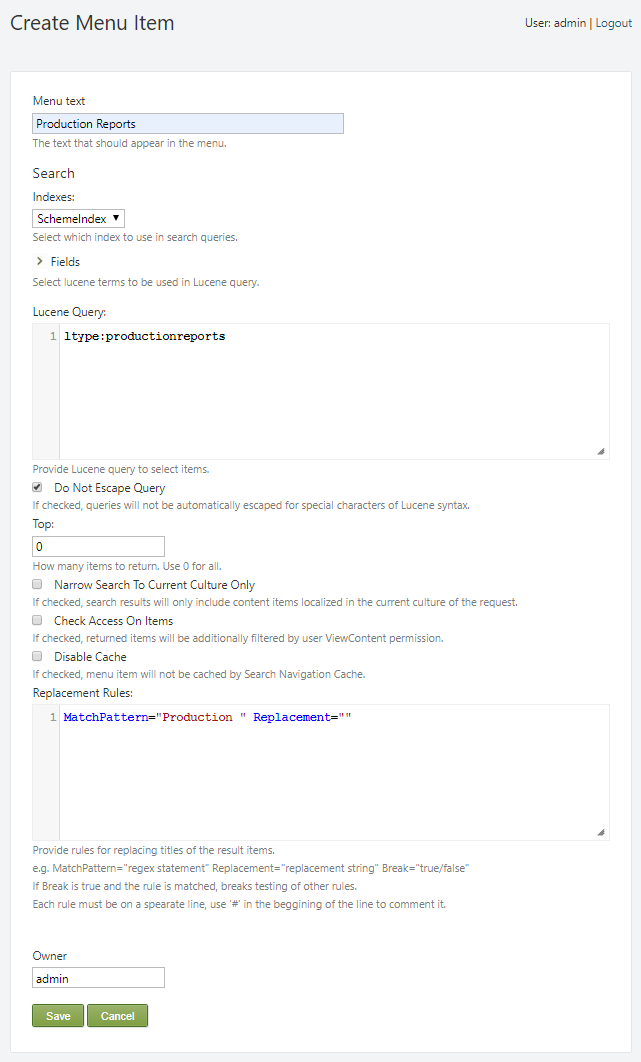 Create Menu Item
User: admin | Logout
Menu text
Production Reports
The text that should appear in the menu.
Search
Indexes:
SchemeIndex
Select which index to use in search queries.
Fields
Select lucene terms to be used in Lucene query.
Lucene Query:
1 ltype:productionreports
Provide Lucene query to select items.
Do Not Escape Query
If checked, queries will not be automatically escaped for special characters of Lucene syntax.
Top:
0
How many items to return. Use 0 for all.
Narrow Search To Current Culture Only
If checked, search results will only include content items localized in the current culture of the request.
Check Access On Items
If checked, returned items will be additionally filtered by user ViewContent permission.
Disable Cache
If checked, menu item will not be cached by Search Navigation Cache.
Replacement Rules:
1 MatchPattern="Production " Replacement=""
Provide rules for replacing titles of the result items.
e.g. MatchPattern="regex statement" Replacement="replacement string" Break="true/false"
If Break is true and the rule is matched, breaks testing of other rules.
Each rule must be on a spearate line, use '#' in the beggining of the line to comment it.
Owner
admin
Save Cancel